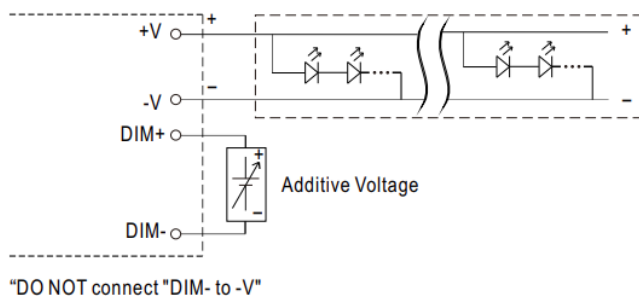 +V
+
+
-V
−
−
DIM+
+
Additive Voltage
−
DIM-
"DO NOT connect "DIM- to -V"